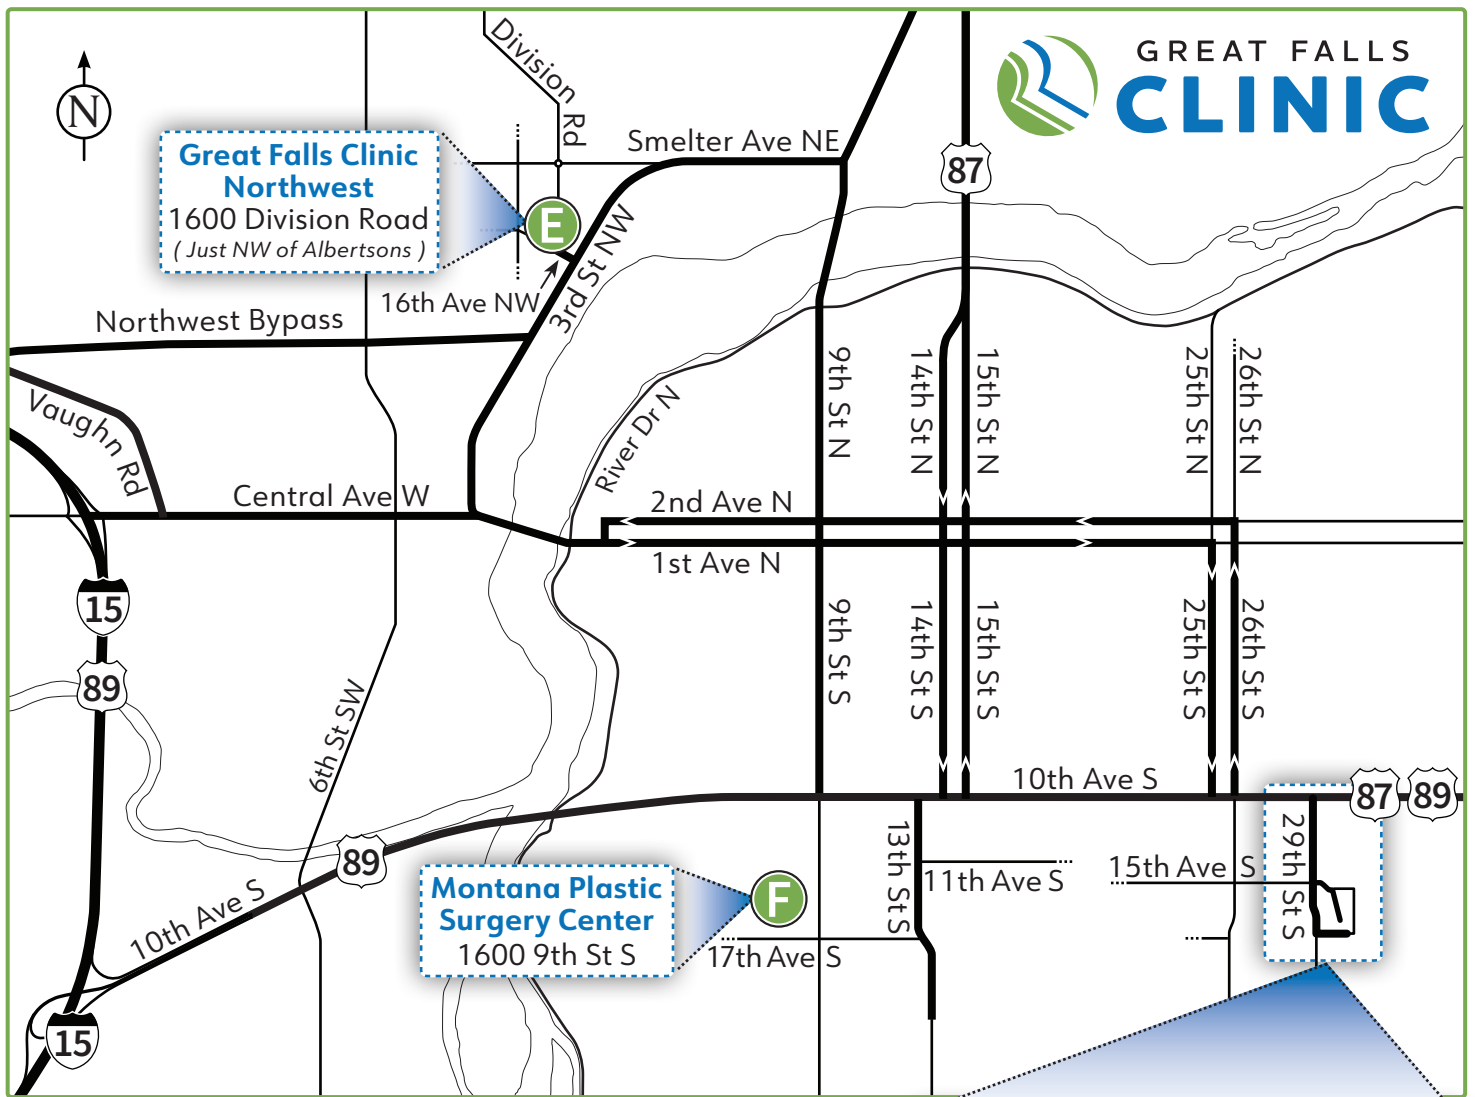 GREAT FALLS
CLINIC
N
Division Rd
Smelter Ave NE
87
Great Falls Clinic
Northwest
1600 Division Road
( Just NW of Albertsons )
E
16th Ave NW
3rd St NW
Northwest Bypass
Vaughn Rd
River Dr N
9th St N
14th St N
15th St N
25th St N
26th St N
Central Ave W
2nd Ave N
1st Ave N
15
89
6th St SW
9th St S
14th St S
15th St S
25th St S
26th St S
10th Ave S
87
89
89
10th Ave S
15
Montana Plastic
Surgery Center
1600 9th St S
F
13th St S
11th Ave S
15th Ave S
29th St S
17th Ave S